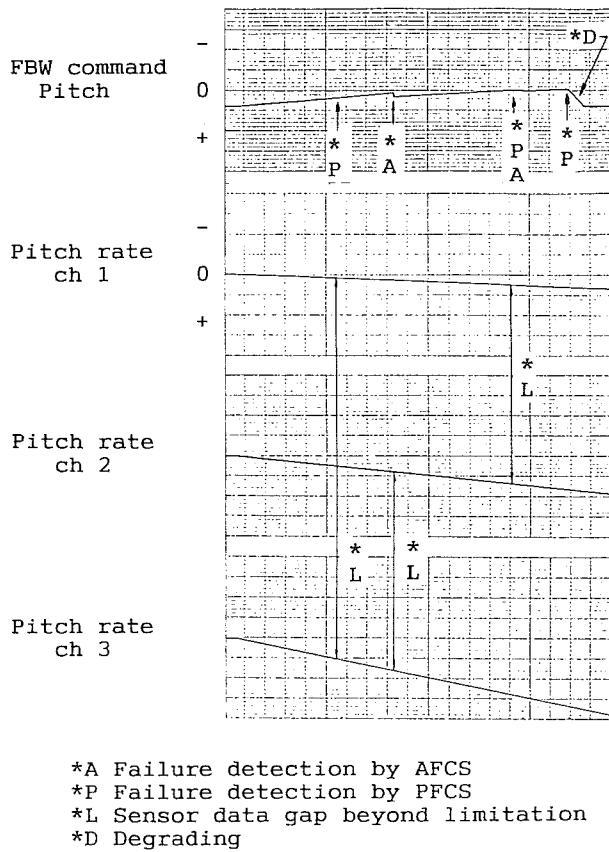 *D
FBW command
Pitch
-
0
+
*
P
*
A
*
P
A
*
P
Pitch rate
ch 1
-
0
+
*
L
Pitch rate
ch 2
*
L
*
L
Pitch rate
ch 3
*A Failure detection by AFCS
*P Failure detection by PFCS
*L Sensor data gap beyond limitation
*D Degrading